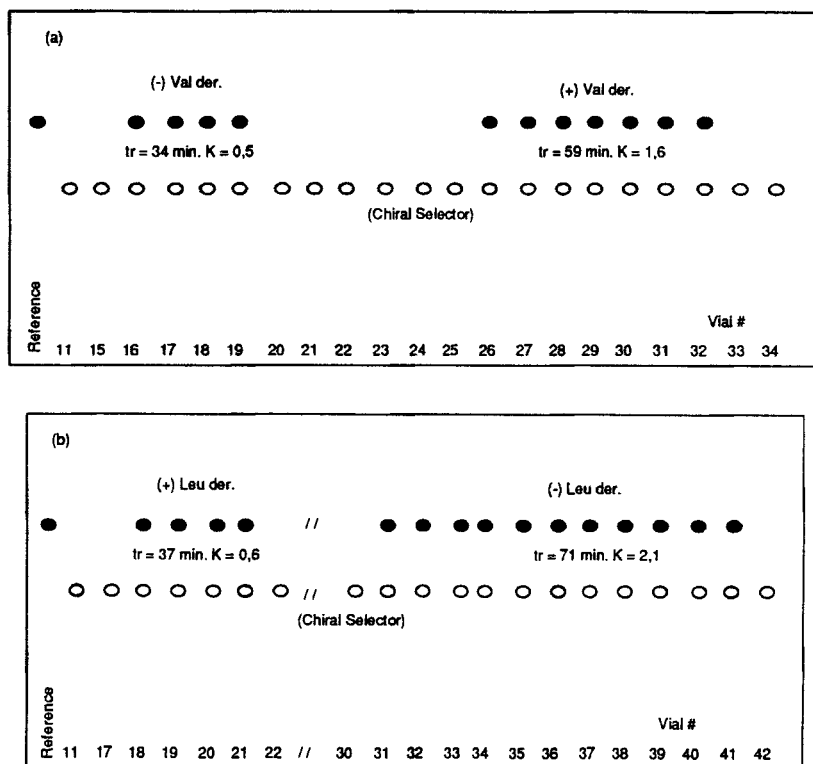 (a)
(-) Val der.
(+) Val der.
tr = 34 min. K = 0,5
tr = 59 min. K = 1,6
(Chiral Selector)
Vial #
Reference
11 15 16 17 18 19 20 21 22 23 24 25 26 27 28 29 30 31 32 33 34
(b)
(+) Leu der.
(-) Leu der.
//
tr = 37 min. K = 0,6
tr = 71 min. K = 2,1
//
(Chiral Selector)
Vial #
Reference
11 17 18 19 20 21 22 // 30 31 32 33 34 35 36 37 38 39 40 41 42